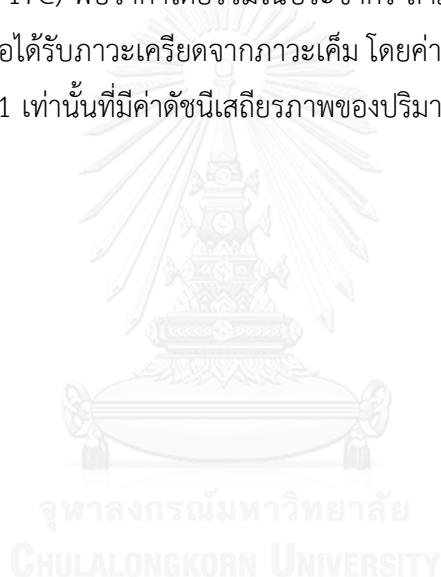 อได้รับภาวะเครียดจากภาวะเค็ม โดยค่า
1 เท่านั้นที่มีค่าดัชนีเสถียรภาพของปริมา
จุฬาลงกรณ์มหาวิทยาลัย
CHULALONGKORN UNIVERSITY